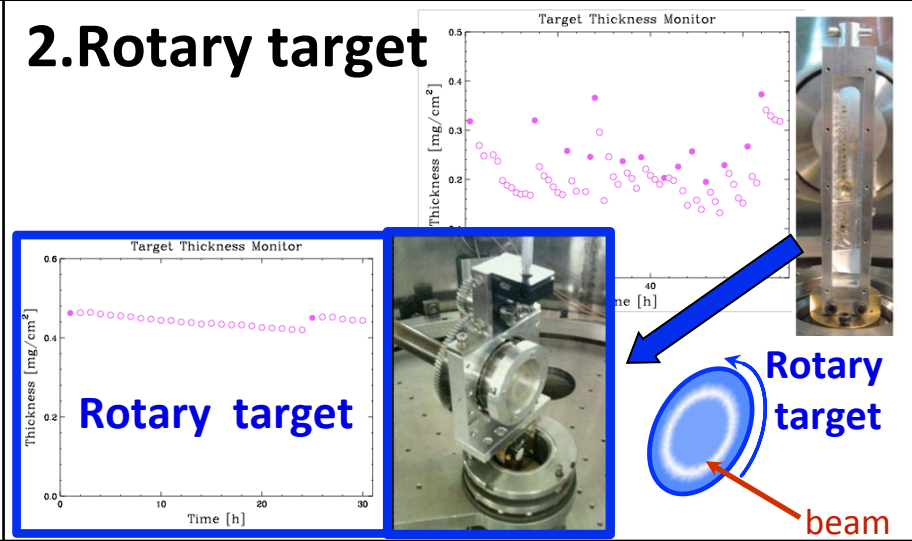 2.Rotary target
Target Thickness Monitor
Thickness [mg/cm²]
0.5
0.4
0.3
0.2
40
[h]
Target Thickness Monitor
Thickness [mg/cm²]
0.6
0.4
0.2
0.0
0
10
20
30
Time [h]
Rotary target
Rotary
target
beam